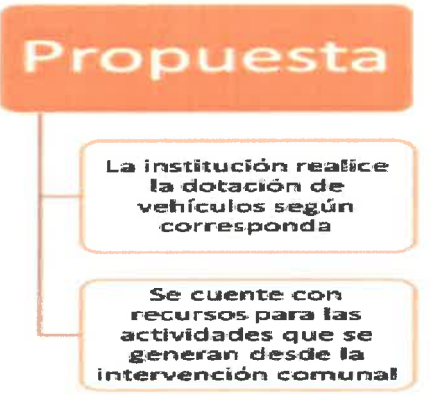 Propuesta
La institución realice
la dotación de
vehículos según
corresponda
Se cuente con
recursos para las
actividades que se
generan desde la
intervención comunal